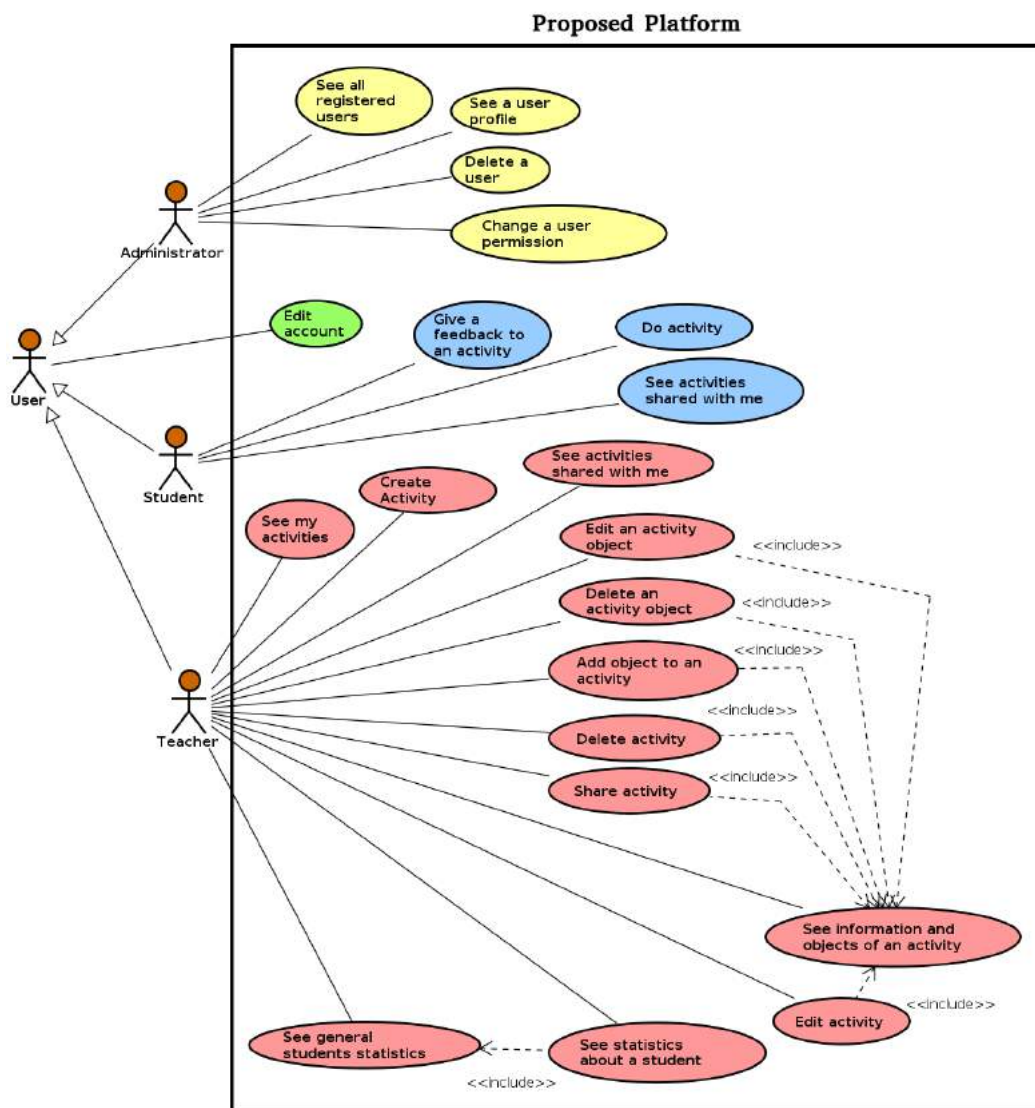 Proposed Platform
See all
registered
users
See a user
profile
Delete a
user
Change a user
permission
Administrator
Edit
account
Give a
feedback to
an activity
Do activity
See activities
shared with me
User
Student
See activities
shared with me
Create
Activity
See my
activities
Edit an activity
object
<<include>>
Delete an
activity object
<<include>>
Add object to an
activity
<<include>>
Teacher
Delete activity
<<include>>
Share activity
<<include>>
See information and
objects of an activity
Edit activity
<<include>>
See general
students statistics
See statistics
about a student
<<include>>